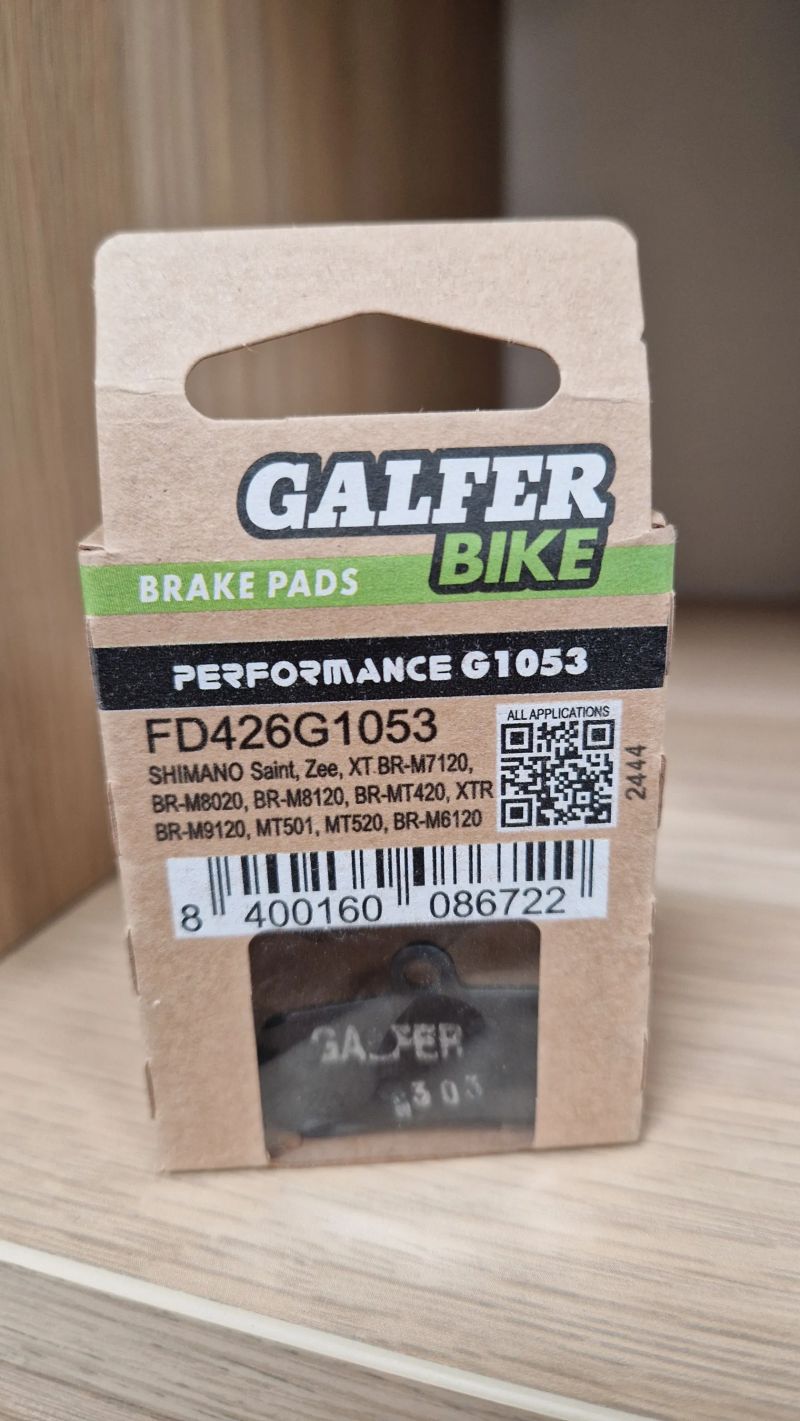 GALFER
BIKE
BRAKE PADS
PERFORMANCE G1053
FD426G1053
ALL APPLICATIONS
SHIMANO Saint, Zee, XT BR-M7120,
BR-M8020, BR-M8120, BR-MT420, XTR
BR-M9120, MT501, MT520, BR-M6120
2444
8 400160 086722
GALFER
303